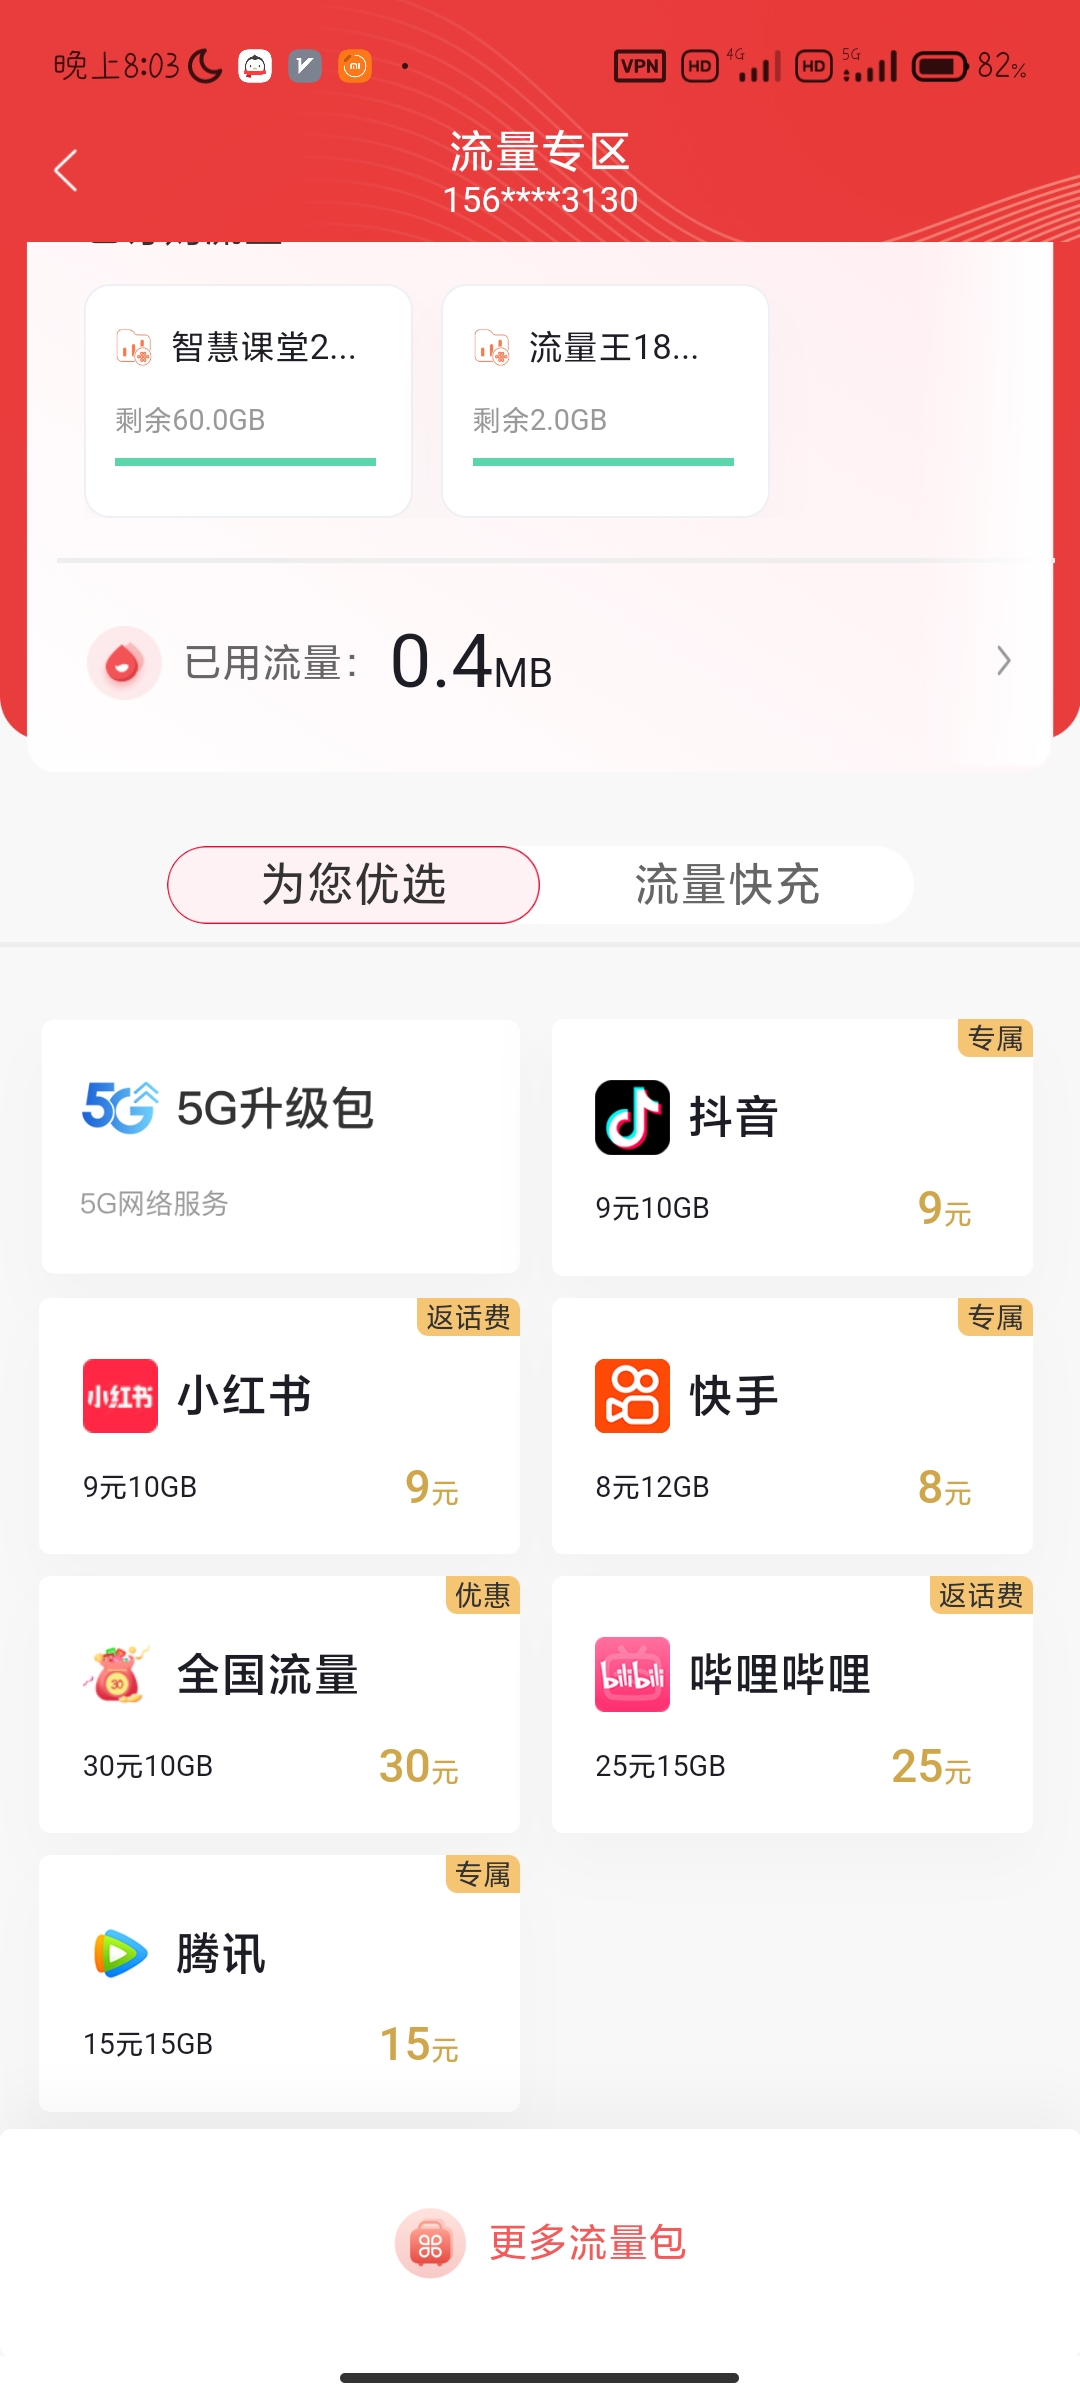 晚上8:03
VPN HD 4G HD 5G 82%
流量专区
156****3130
智慧课堂2...
剩余60.0GB
流量王18...
剩余2.0GB
已用流量：0.4MB
为您优选
流量快充
5G 5G升级包
5G网络服务
专属
抖音
9元10GB
9元
返话费
小红书 小红书
9元10GB
9元
专属
快手
8元12GB
8元
优惠
30 全国流量
30元10GB
30元
返话费
bilibili 哔哩哔哩
25元15GB
25元
专属
腾讯
15元15GB
15元
更多流量包